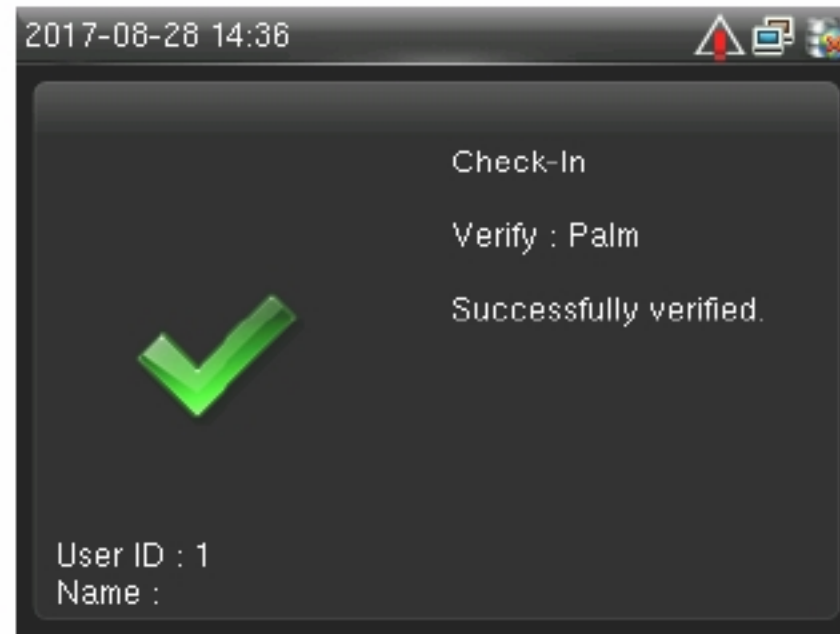 2017-08-28 14:36
Check-In
Verify : Palm
Successfully verified.
User ID : 1
Name :